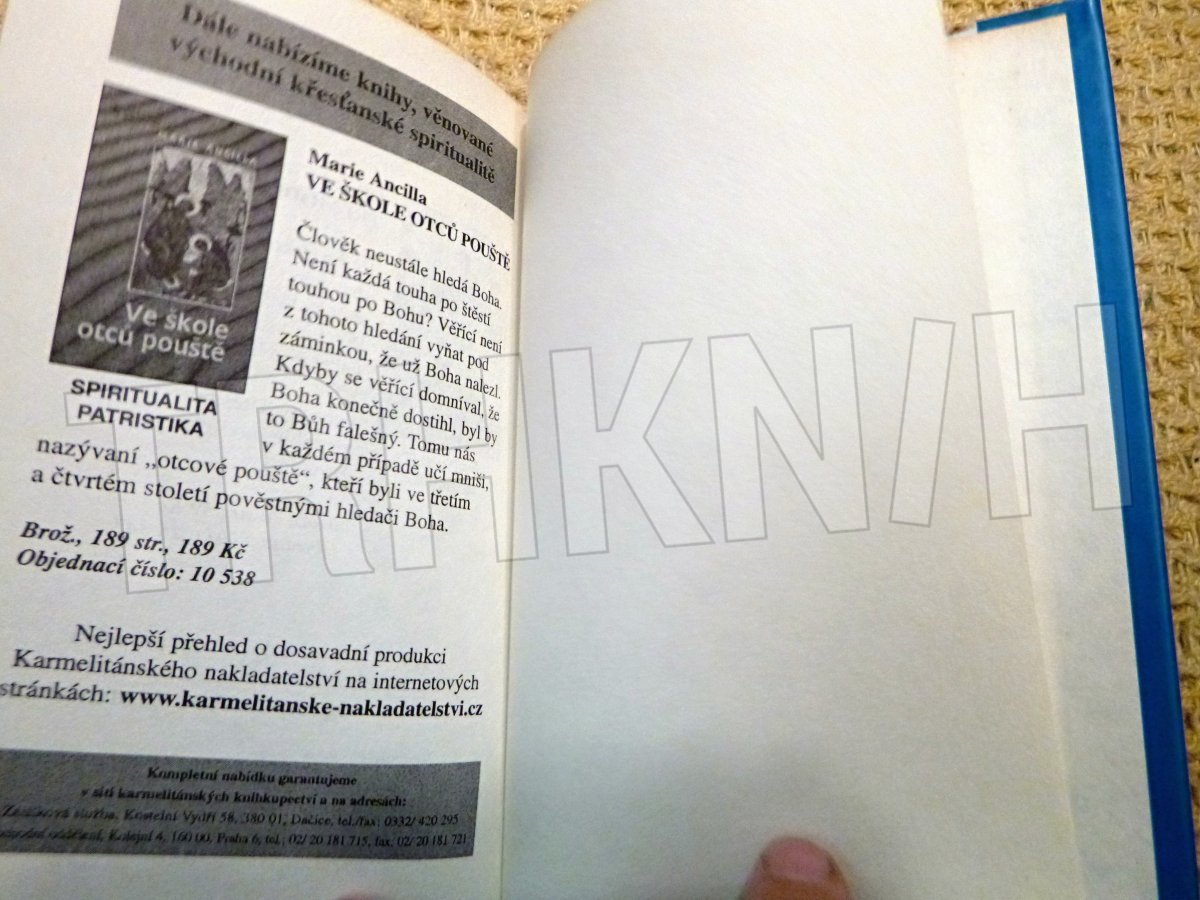 Dále nabízíme knihy, věnované
východní křesťanské spiritualitě
MARIE ANCILLA
Ve škole
otců pouště
SPIRITUALITA
PATRISTIKA
Marie Ancilla
VE ŠKOLE OTCŮ POUŠTĚ
Člověk neustále hledá Boha.
Není každá touha po štěstí
touhou po Bohu? Věřící není
z tohoto hledání vyňat pod
záminkou, že už Boha nalezl.
Kdyby se věřící domníval, že
Boha konečně dostihl, byl by
to Bůh falešný. Tomu nás
v každém případě učí mniši,
nazývaní „otcové pouště“, kteří byli ve třetím
a čtvrtém století pověstnými hledači Boha.
Brož., 189 str., 189 Kč
Objednací číslo: 10 538
Nejlepší přehled o dosavadní produkci
Karmelitánského nakladatelství na internetových
stránkách: www.karmelitanske-nakladatelstvi.cz
Kompletní nabídku garantujeme
v síti karmelitánských knihkupectví a na adresách:
Zásilková služba, Kostelní Vydří 58, 380 01, Dačice, tel./fax: 0332/ 420 295
oddělení, Kolejní 4, 160 00, Praha 6, tel.: 02/ 20 181 715, fax: 02/ 20 181 721
TRHKN/H